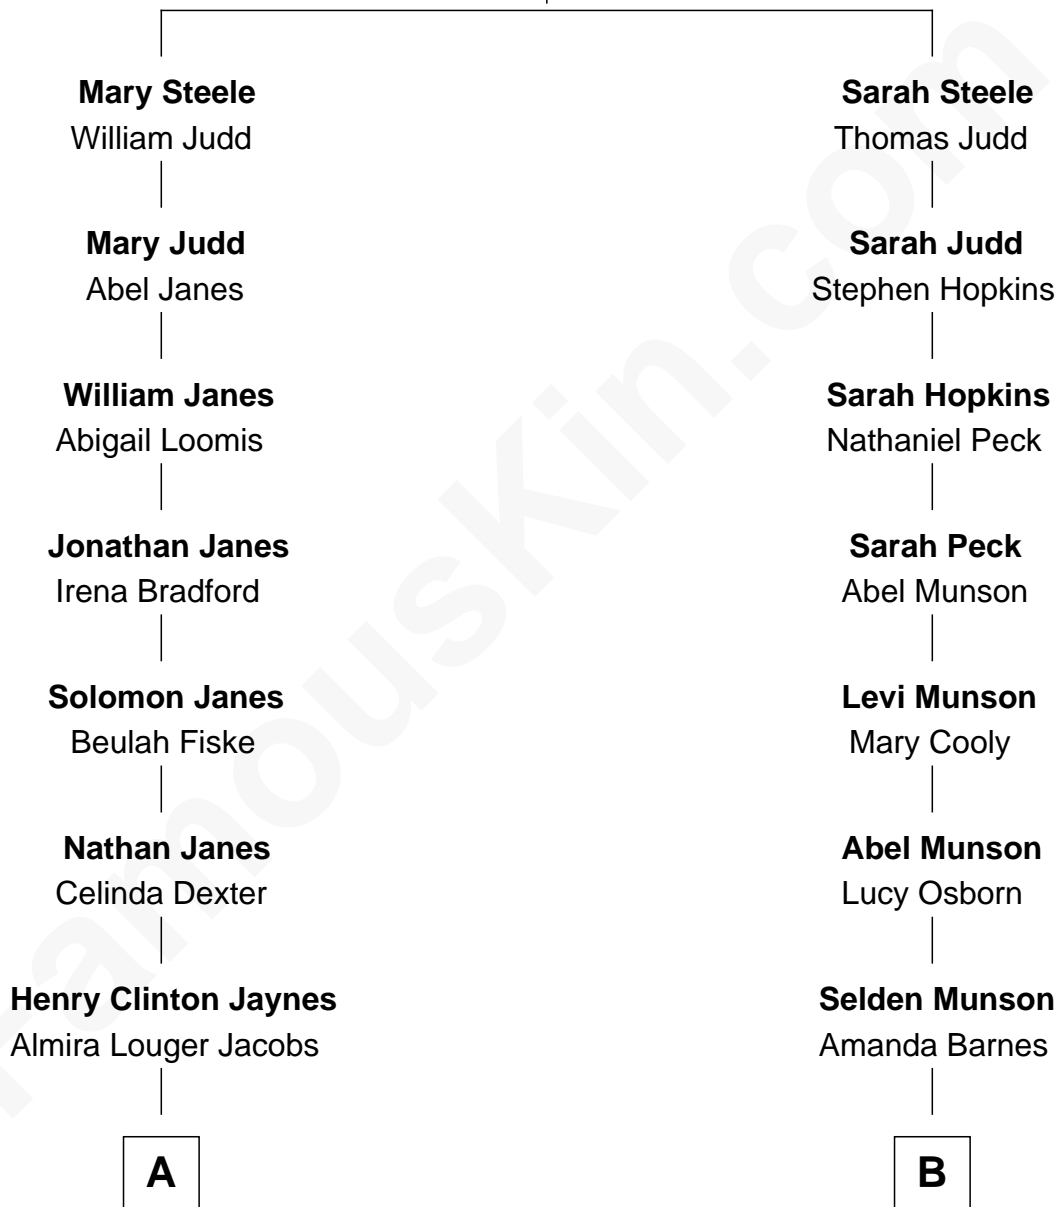 Mary Steele
William Judd
Mary Judd
Abel Janes
William Janes
Abigail Loomis
Jonathan Janes
Irena Bradford
Solomon Janes
Beulah Fiske
Nathan Janes
Celinda Dexter
Henry Clinton Jaynes
Almira Louger Jacobs
A
Sarah Steele
Thomas Judd
Sarah Judd
Stephen Hopkins
Sarah Hopkins
Nathaniel Peck
Sarah Peck
Abel Munson
Levi Munson
Mary Cooly
Abel Munson
Lucy Osborn
Selden Munson
Amanda Barnes
B
FamousKin.com